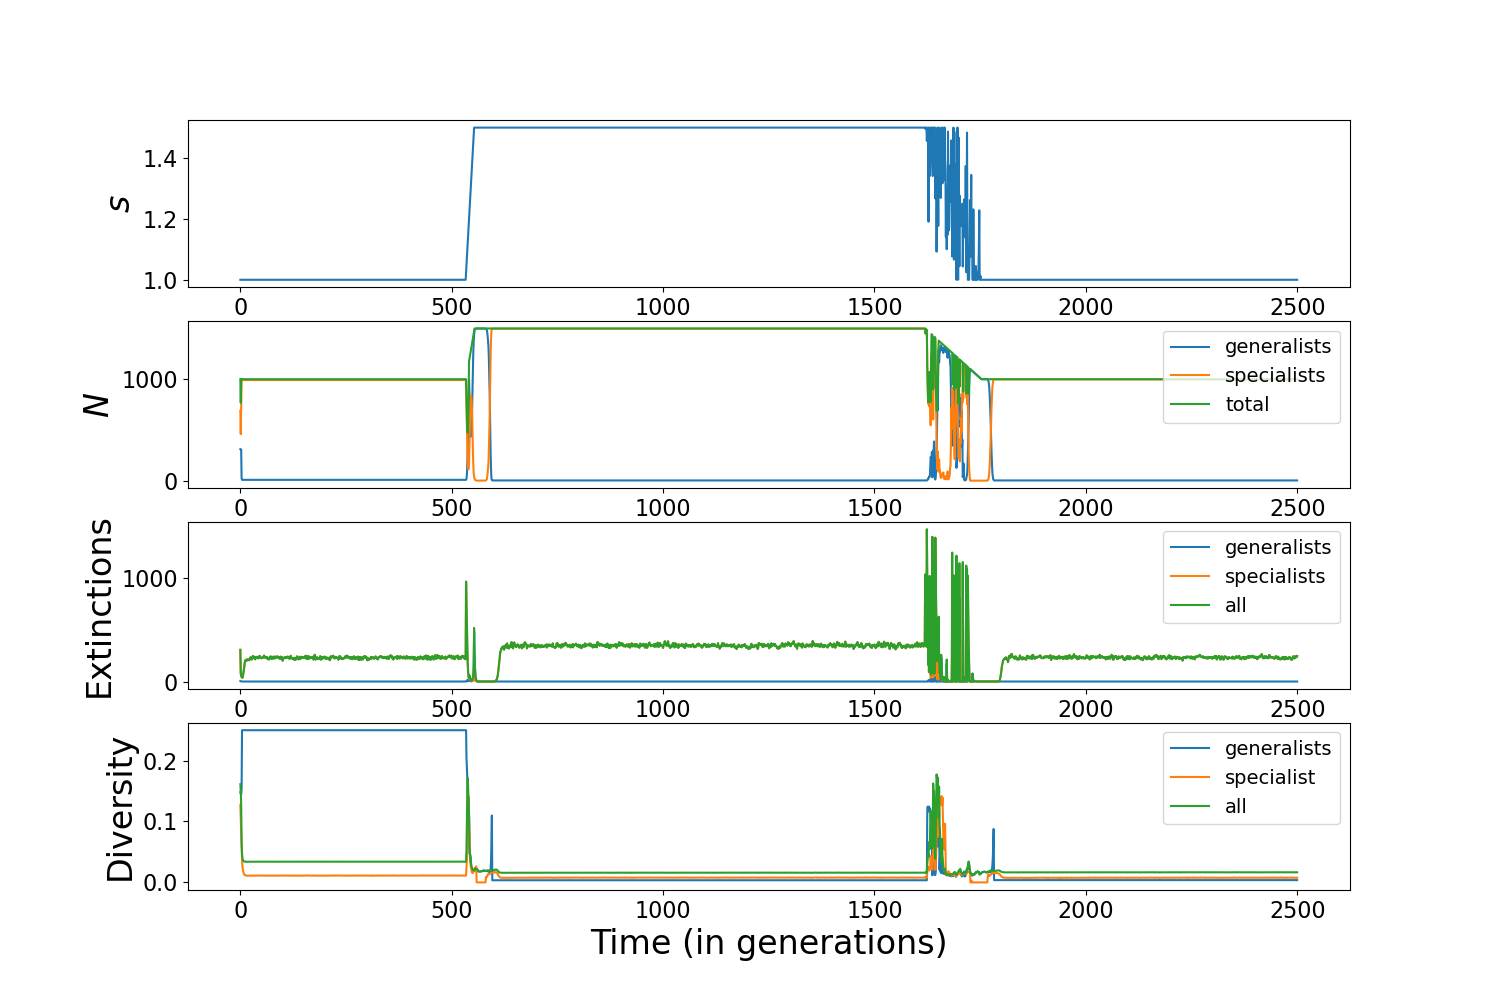 s
1.4
1.2
1.0
0 500 1000 1500 2000 2500
N
1000
0
generalists
specialists
total
0 500 1000 1500 2000 2500
Extinctions
1000
0
generalists
specialists
all
0 500 1000 1500 2000 2500
Diversity
0.2
0.1
0.0
generalists
specialist
all
0 500 1000 1500 2000 2500
Time (in generations)